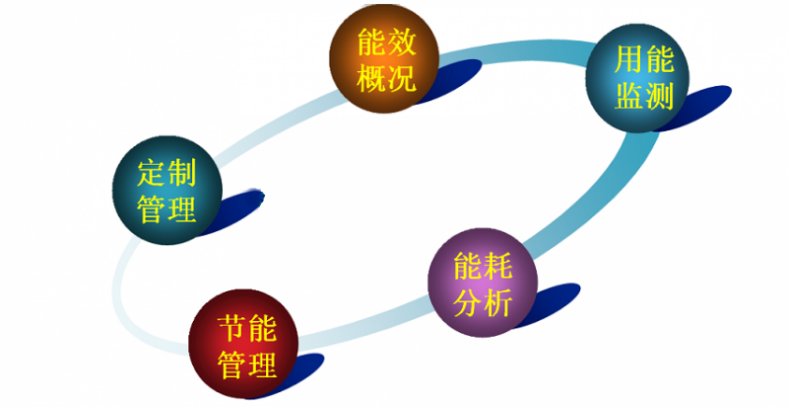 能效
概况
用能
监测
定制
管理
能耗
分析
节能
管理